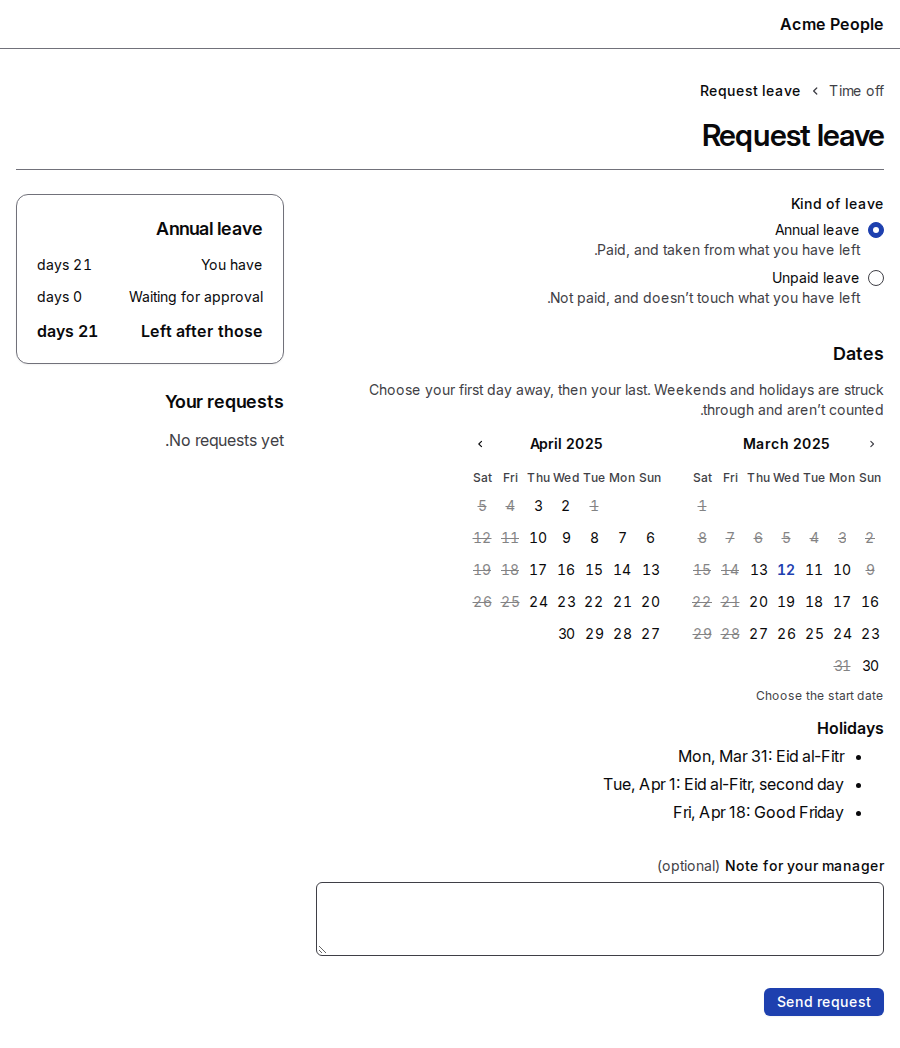 Acme People
Time off ‹ Request leave
Request leave
Kind of leave
Annual leave
.Paid, and taken from what you have left
Unpaid leave
.Not paid, and doesn’t touch what you have left
Dates
Choose your first day away, then your last. Weekends and holidays are struck
.through and aren’t counted
March 2025
Sun Mon Tue Wed Thu Fri Sat
1
2 3 4 5 6 7 8
9 10 11 12 13 14 15
16 17 18 19 20 21 22
23 24 25 26 27 28 29
30 31
April 2025
Sun Mon Tue Wed Thu Fri Sat
1 2 3 4 5
6 7 8 9 10 11 12
13 14 15 16 17 18 19
20 21 22 23 24 25 26
27 28 29 30
Choose the start date
Holidays
Mon, Mar 31: Eid al-Fitr
Tue, Apr 1: Eid al-Fitr, second day
Fri, Apr 18: Good Friday
Note for your manager (optional)
Send request
Annual leave
You have days 21
Waiting for approval days 0
Left after those days 21
Your requests
.No requests yet